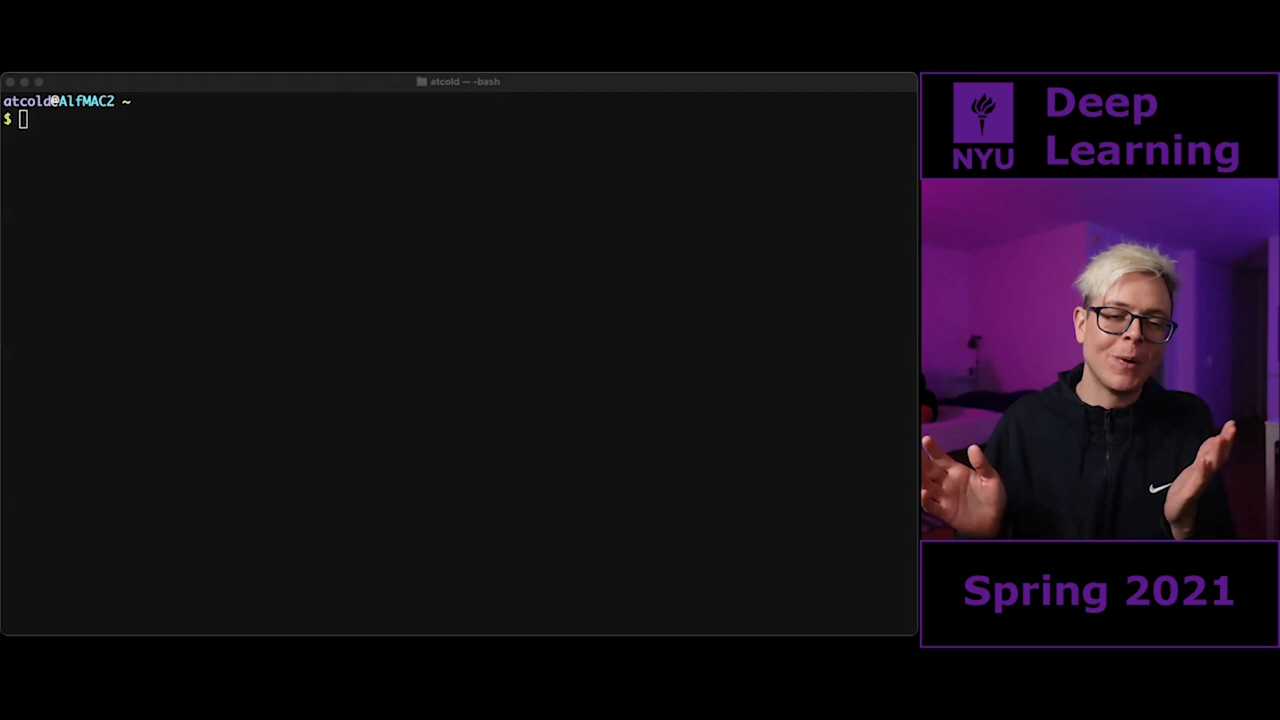 atcold — -bash
atcold@AlfMAC2 ~
$
NYU
Deep
Learning
Spring 2021